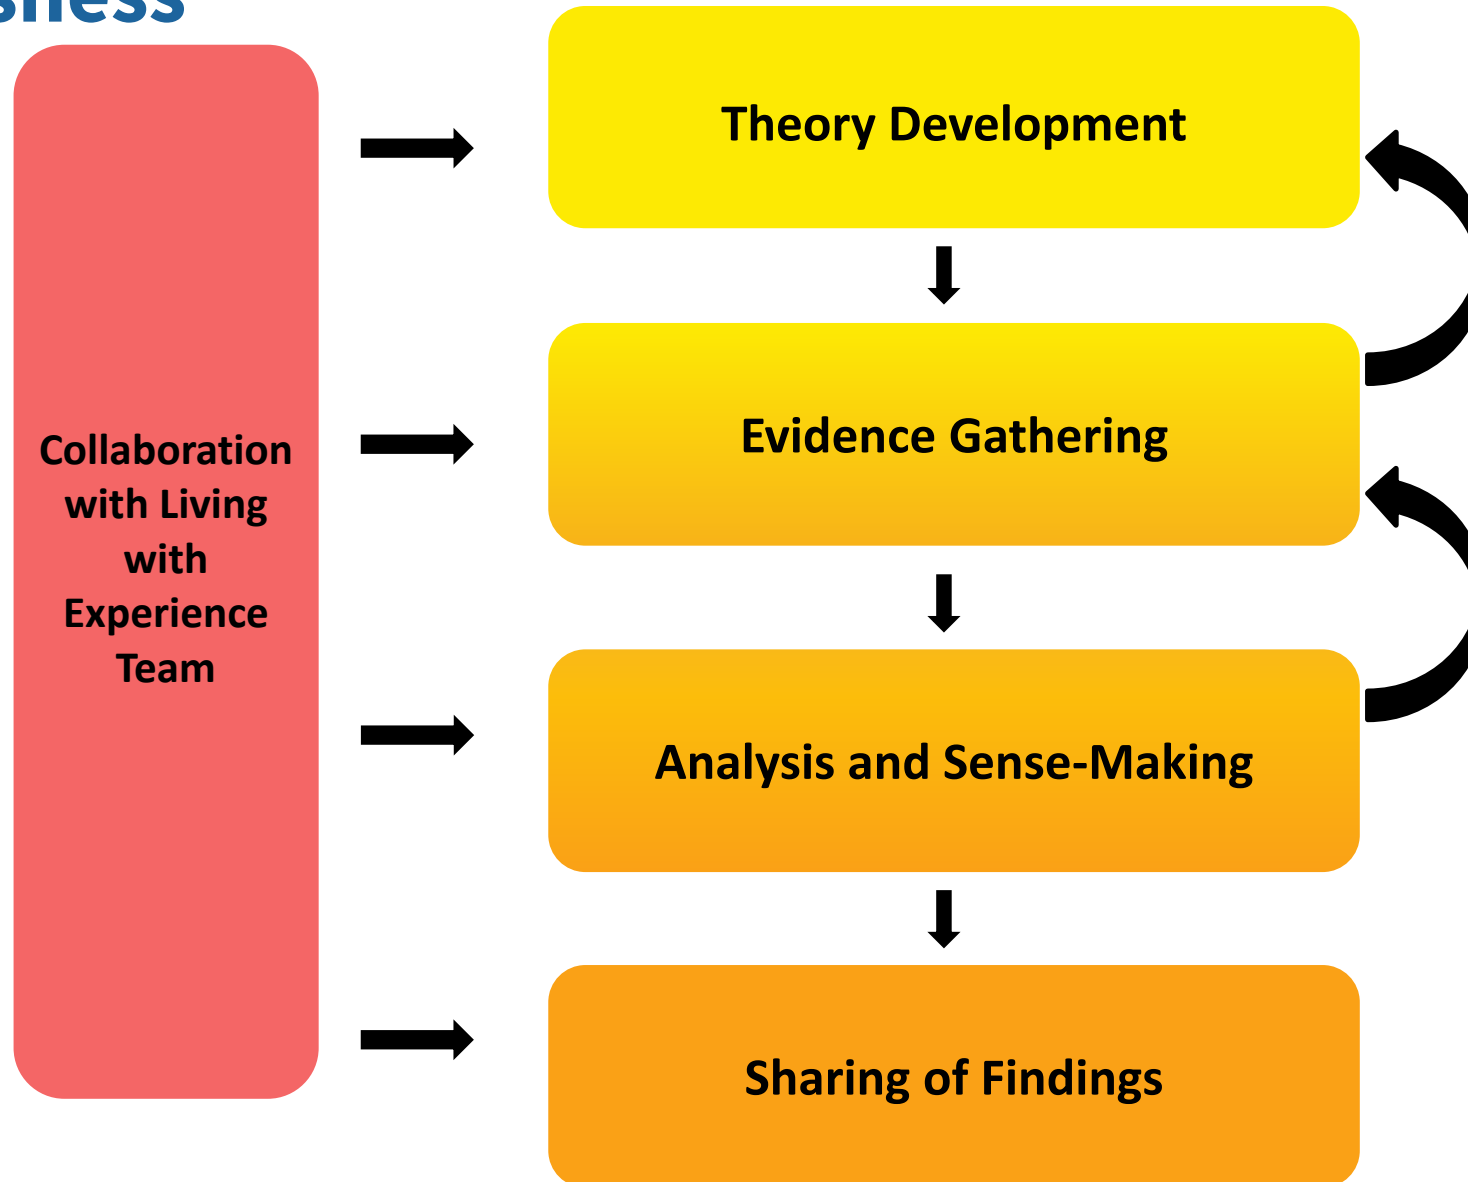 Theory Development
Evidence Gathering
Collaboration
with Living
with
Experience
Team
Analysis and Sense-Making
Sharing of Findings